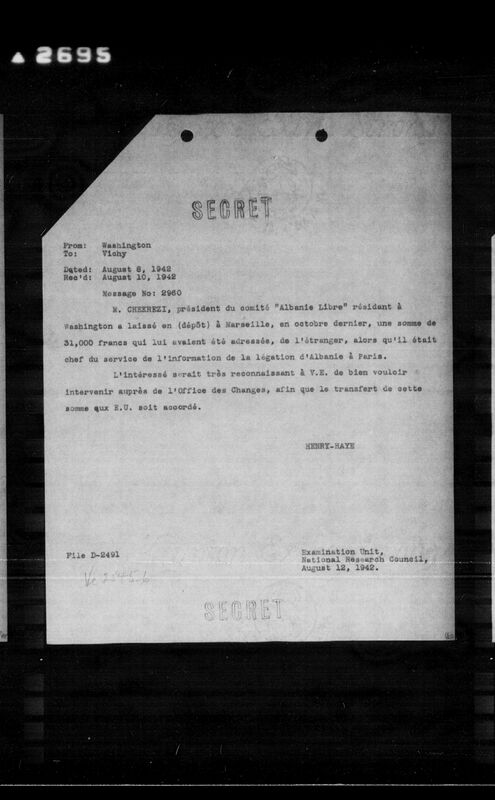 ▲ 2695
SECRET
From: Washington
To: Vichy
Dated: August 8, 1942
Rec'd: August 10, 1942
Message No: 2960
M. CHEKREZI, président du comité "Albanie Libre" résidant à
Washington a laissé en (dépôt) à Marseille, en octobre dernier, une somme de
31,000 francs qui lui avaient été adressée, de l'étranger, alors qu'il était
chef du service de l'information de la légation d'Albanie à Paris.
L'intéressé serait très reconnaissant à V.E. de bien vouloir
intervenir auprès de l'Office des Changes, afin que le transfert de cette
somme aux E.U. soit accordé.
HENRY-HAYE
File D-2491
Examination Unit,
National Research Council,
August 12, 1942.
SECRET